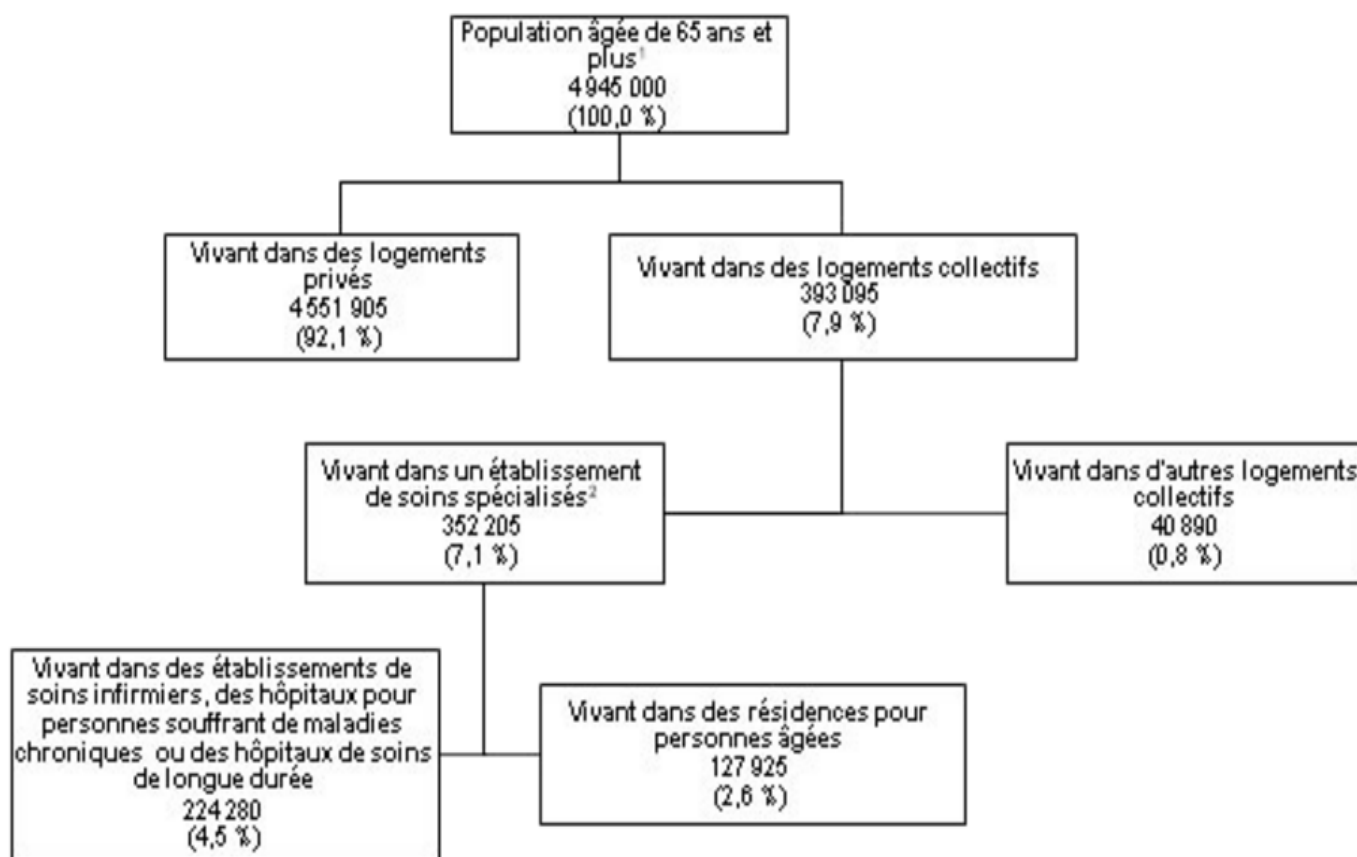 Population âgée de 65 ans et
plus¹
4 945 000
(100,0 %)
Vivant dans des logements
privés
4 551 905
(92,1 %)
Vivant dans des logements collectifs
393 095
(7,9 %)
Vivant dans un établissement
de soins spécialisés²
352 205
(7,1 %)
Vivant dans d'autres logements
collectifs
40 890
(0,8 %)
Vivant dans des établissements de
soins infirmiers, des hôpitaux pour
personnes souffrant de maladies
chroniques ou des hôpitaux de soins
de longue durée
224 280
(4,5 %)
Vivant dans des résidences pour
personnes âgées
127 925
(2,6 %)